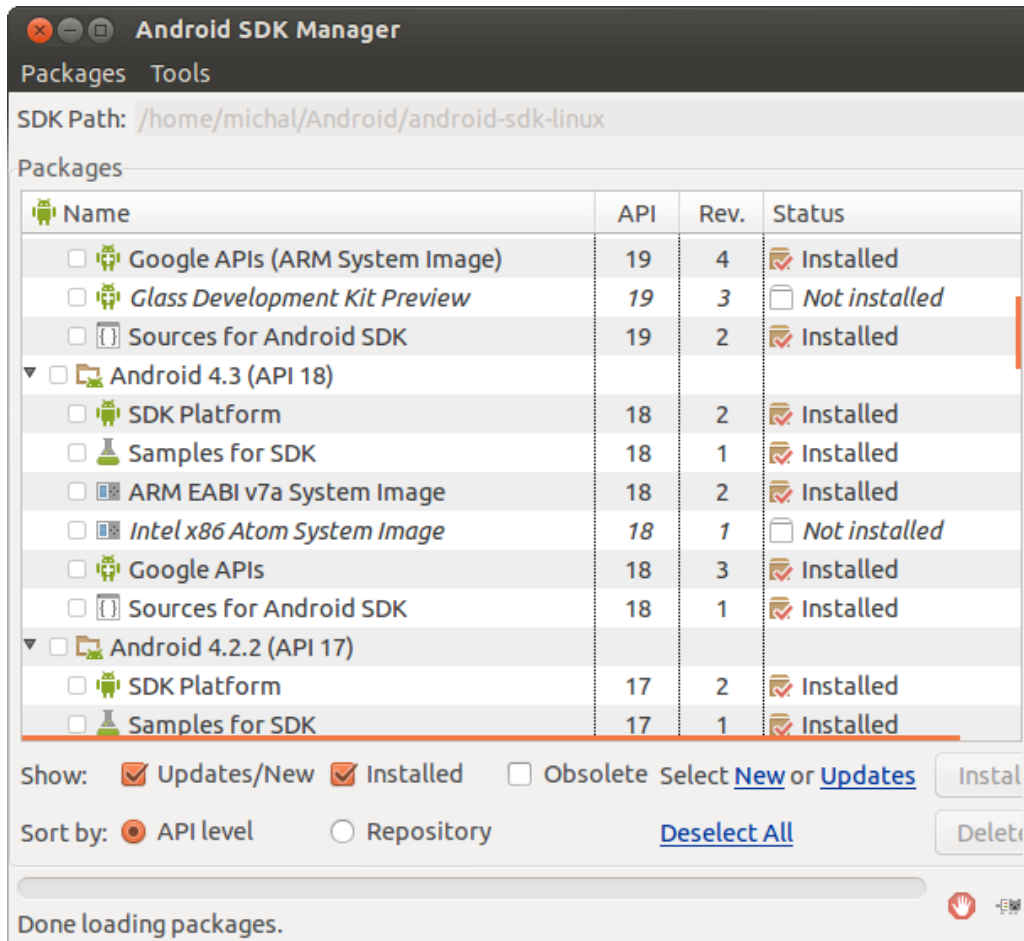 Android SDK Manager
Packages Tools
SDK Path: /home/michal/Android/android-sdk-linux
Packages
Name API Rev. Status
Google APIs (ARM System Image) 19 4 Installed
Glass Development Kit Preview 19 3 Not installed
Sources for Android SDK 19 2 Installed
Android 4.3 (API 18)
SDK Platform 18 2 Installed
Samples for SDK 18 1 Installed
ARM EABI v7a System Image 18 2 Installed
Intel x86 Atom System Image 18 1 Not installed
Google APIs 18 3 Installed
Sources for Android SDK 18 1 Installed
Android 4.2.2 (API 17)
SDK Platform 17 2 Installed
Samples for SDK 17 1 Installed
Show: Updates/New Installed Obsolete Select New or Updates Instal
Sort by: API level Repository Deselect All Delete
Done loading packages.